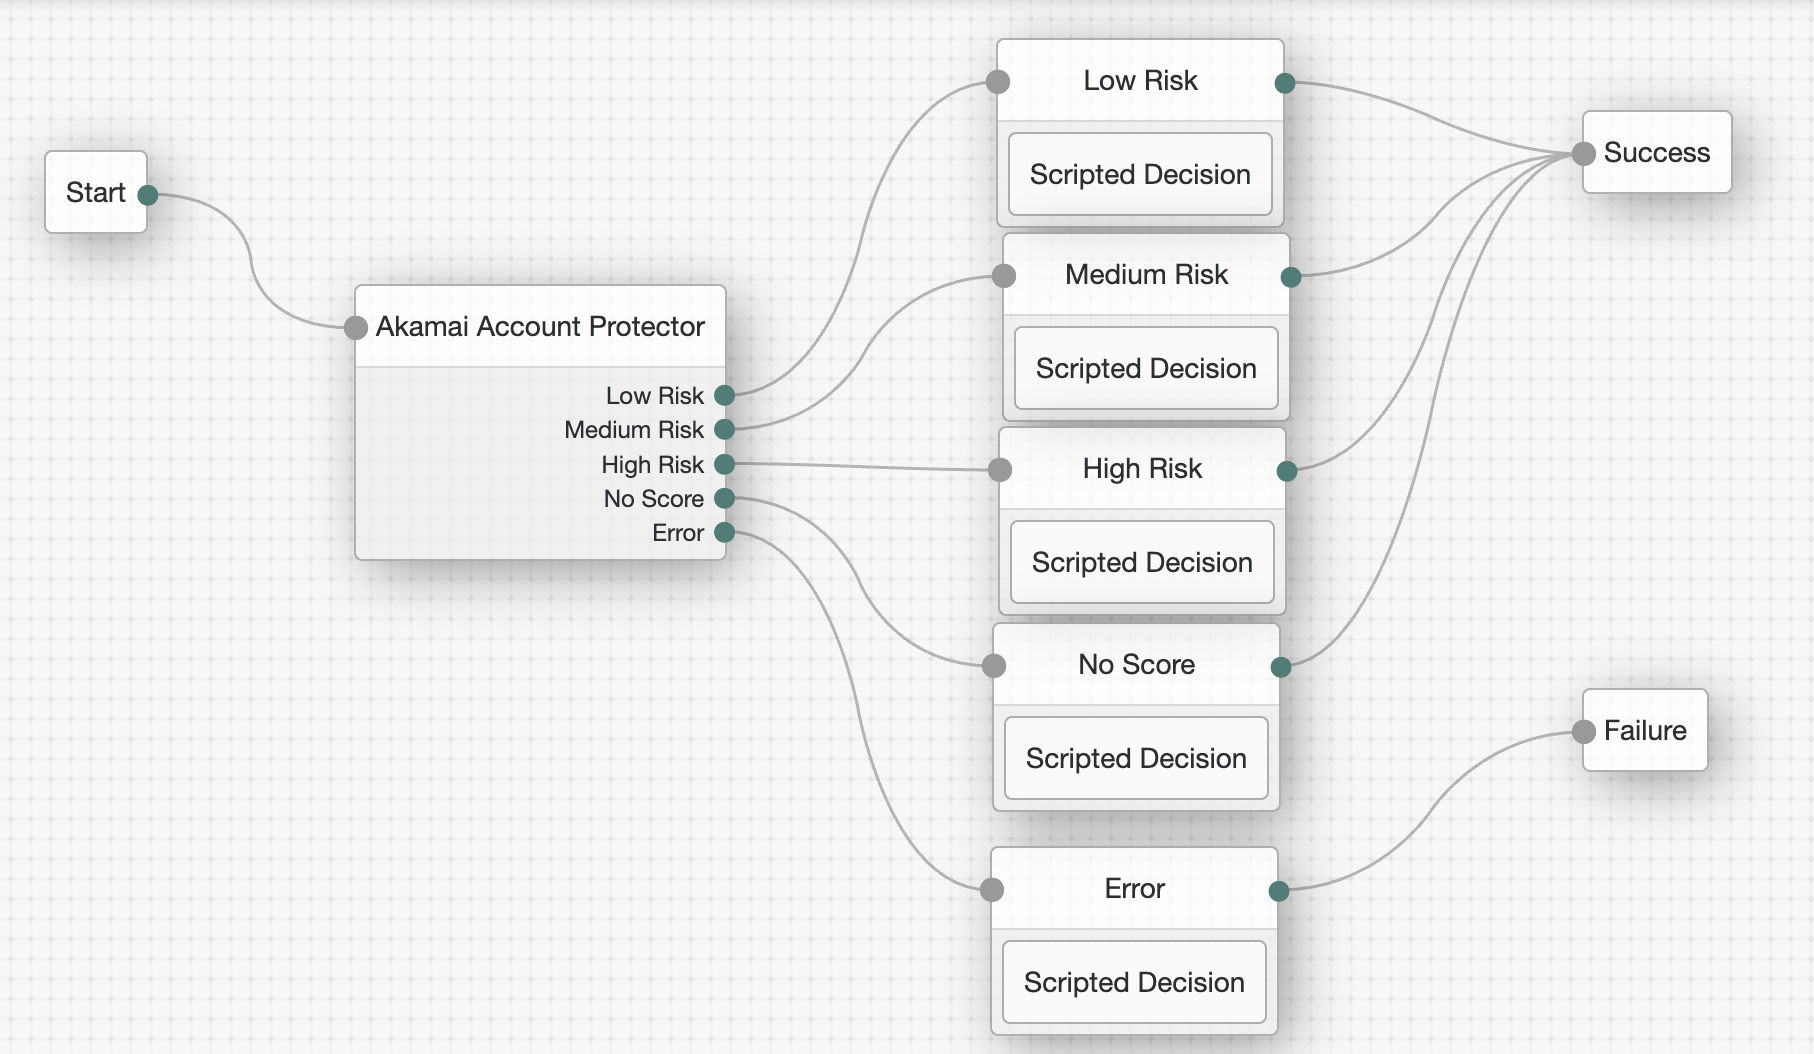 Start
Akamai Account Protector
Low Risk
Medium Risk
High Risk
No Score
Error
Low Risk
Scripted Decision
Medium Risk
Scripted Decision
High Risk
Scripted Decision
No Score
Scripted Decision
Error
Scripted Decision
Success
Failure